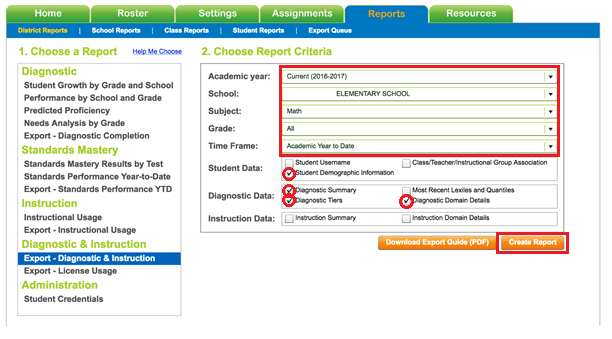 Home Roster Settings Assignments Reports Resources
District Reports School Reports Class Reports Student Reports Export Queue
1. Choose a Report Help Me Choose
Diagnostic
Student Growth by Grade and School
Performance by School and Grade
Predicted Proficiency
Needs Analysis by Grade
Export - Diagnostic Completion
Standards Mastery
Standards Mastery Results by Test
Standards Performance Year-to-Date
Export - Standards Performance YTD
Instruction
Instructional Usage
Export - Instructional Usage
Diagnostic & Instruction
Export - Diagnostic & Instruction
Export - License Usage
Administration
Student Credentials
2. Choose Report Criteria
Academic year: Current (2016-2017)
School: ELEMENTARY SCHOOL
Subject: Math
Grade: All
Time Frame: Academic Year to Date
Student Data: Student Username Class/Teacher/Instructional Group Association
Student Demographic Information
Diagnostic Data: Diagnostic Summary Most Recent Lexiles and Quantiles
Diagnostic Tiers Diagnostic Domain Details
Instruction Data: Instruction Summary Instruction Domain Details
Download Export Guide (PDF) Create Report